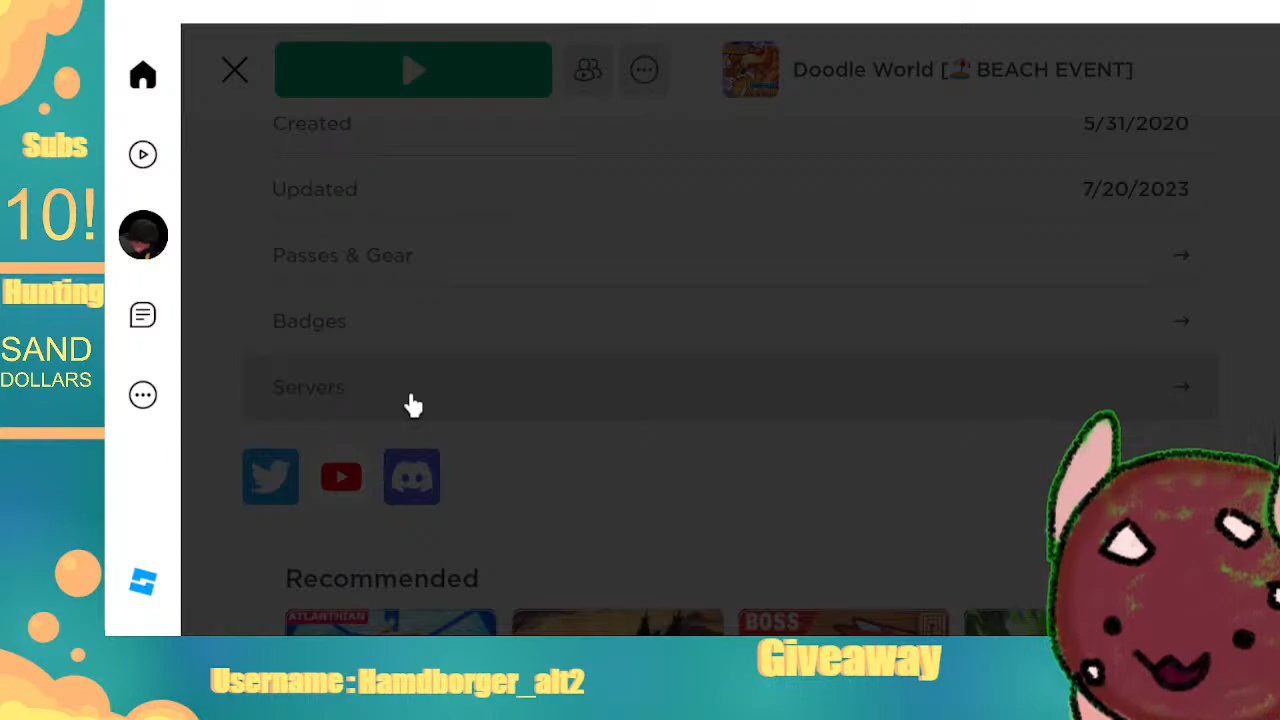 Doodle World [🏖️ BEACH EVENT]
Created 5/31/2020
Updated 7/20/2023
Passes & Gear
Badges
Servers
Recommended
ATLANTHIAN
BOSS
Subs
10!
Hunting
SAND
DOLLARS
Username : Hamdborger_alt2
Giveaway